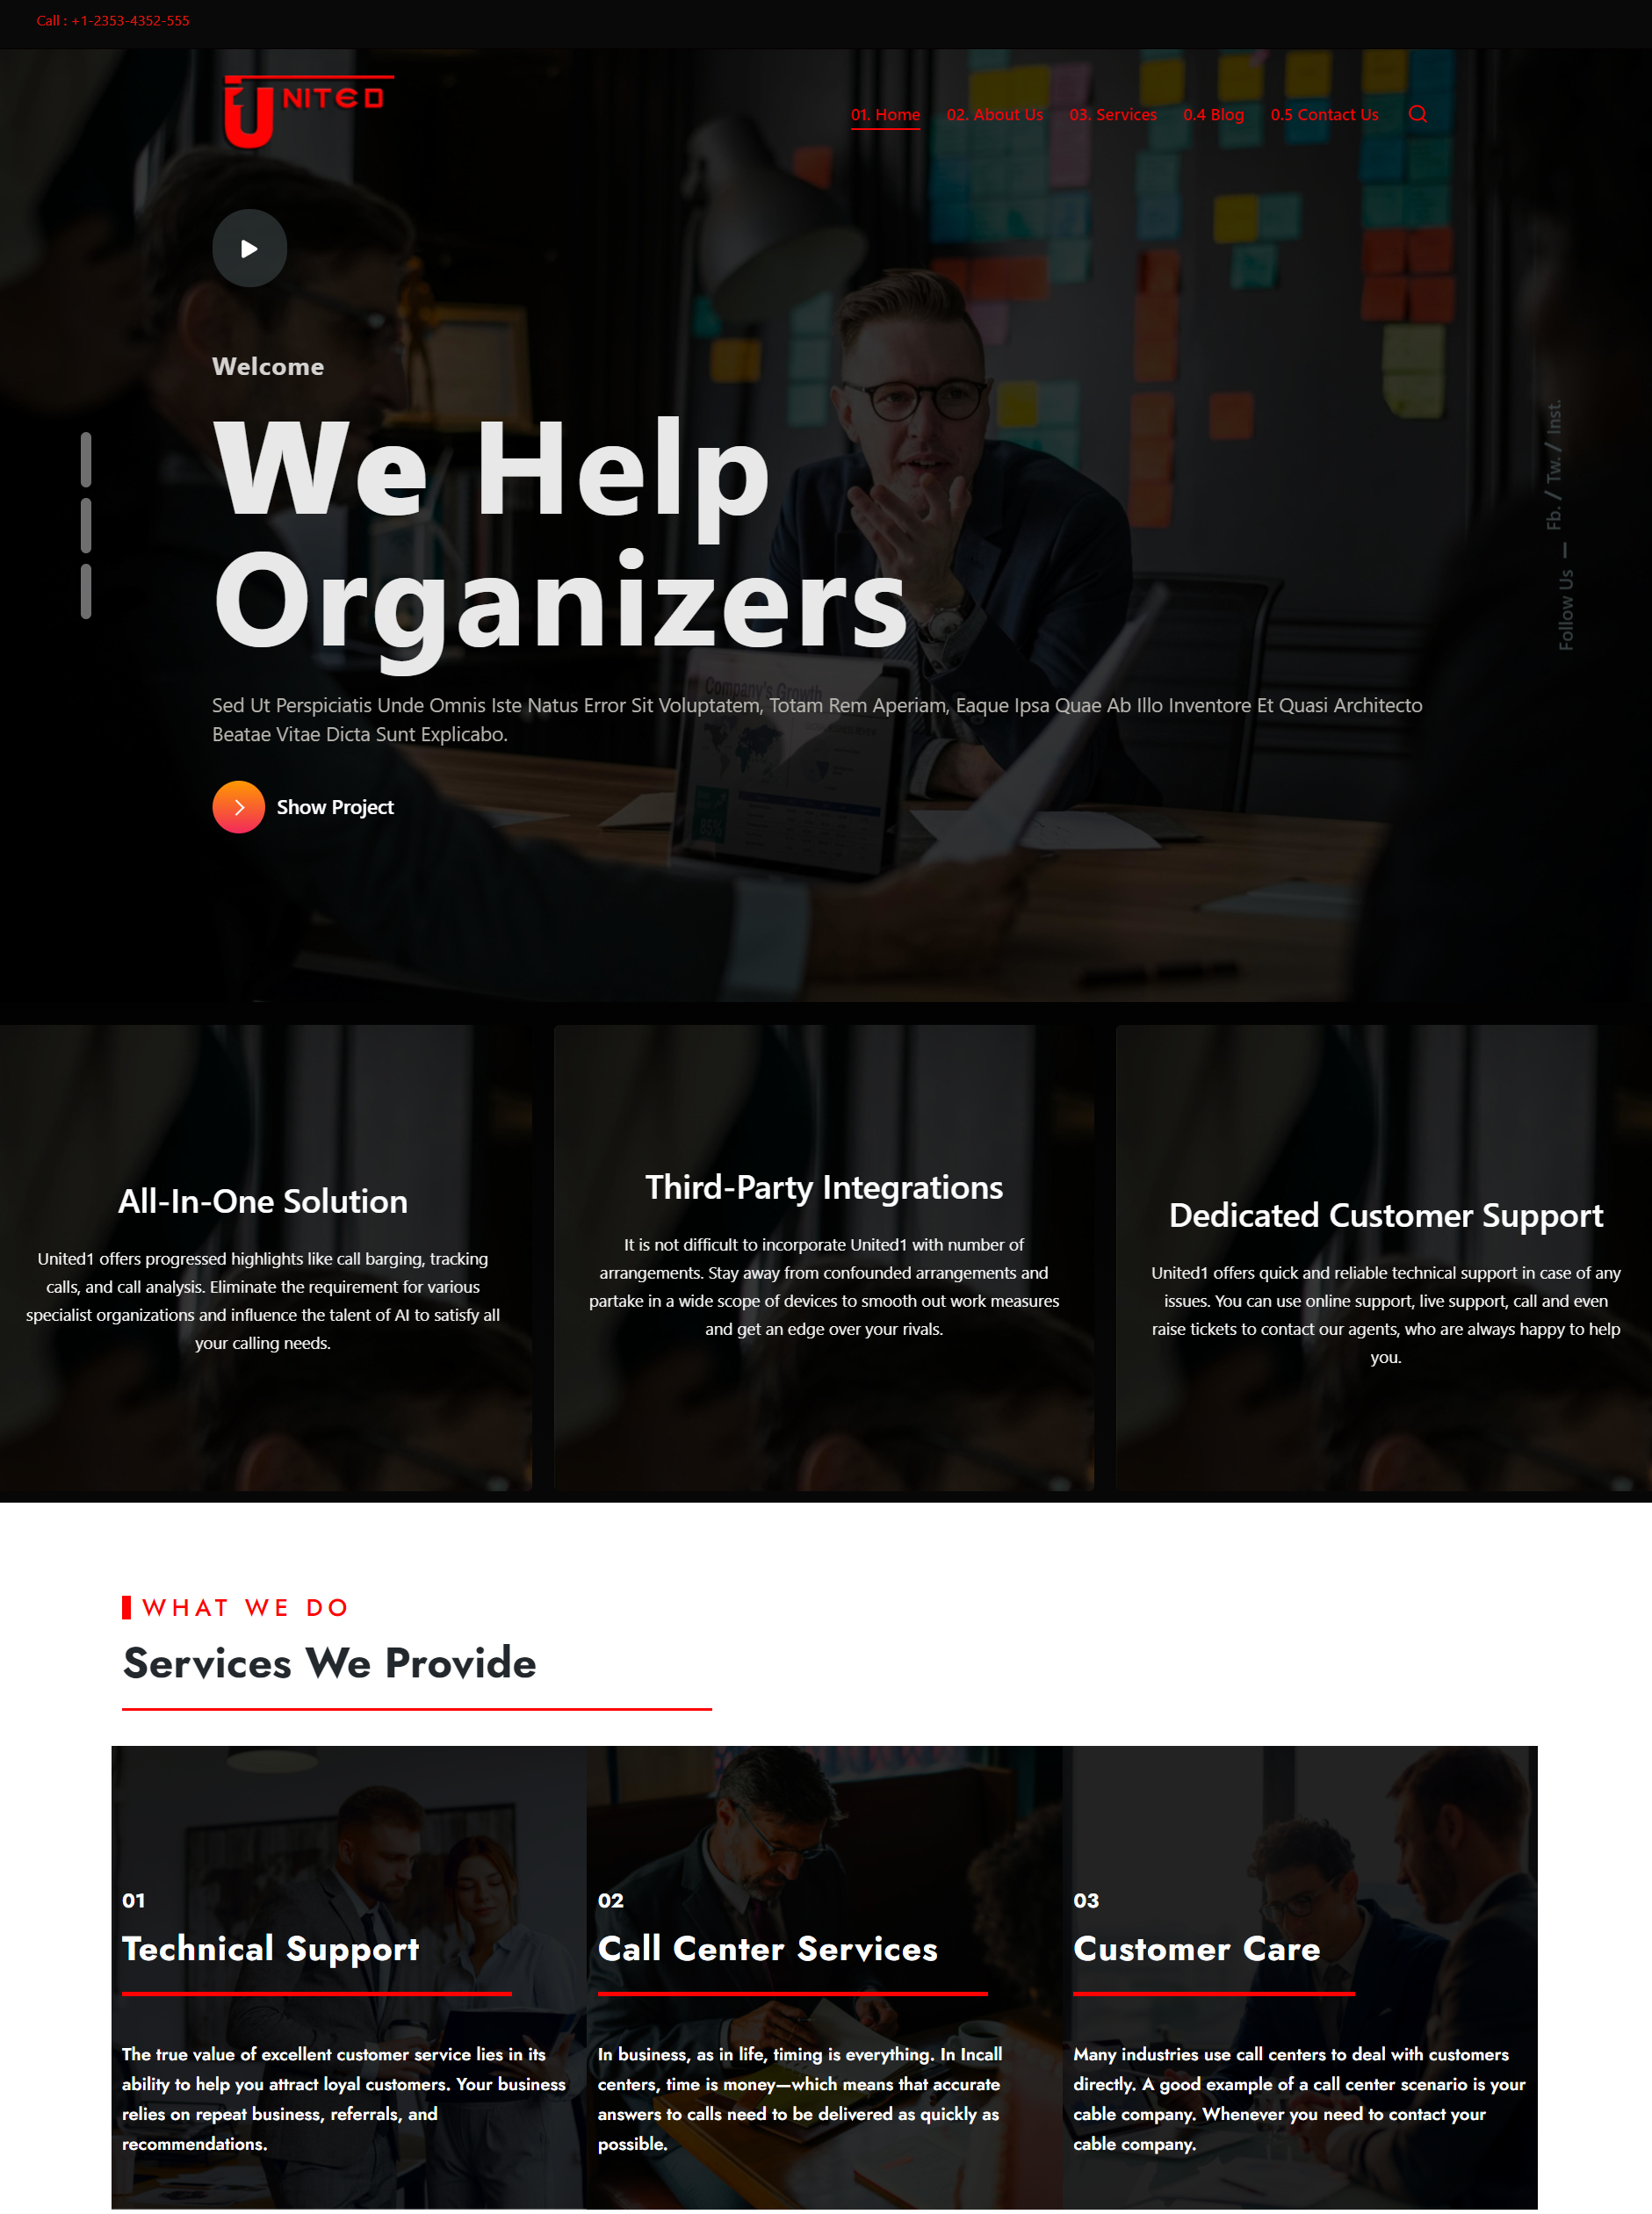 Call : +1-2353-4352-555
UNITED
01. Home 02. About Us 03. Services 0.4 Blog 0.5 Contact Us
Welcome
We Help
Organizers
Follow Us — Fb. / Tw. / Inst.
Company's Growth
85%
Sed Ut Perspiciatis Unde Omnis Iste Natus Error Sit Voluptatem, Totam Rem Aperiam, Eaque Ipsa Quae Ab Illo Inventore Et Quasi Architecto
Beatae Vitae Dicta Sunt Explicabo.
Show Project
All-In-One Solution
United1 offers progressed highlights like call barging, tracking
calls, and call analysis. Eliminate the requirement for various
specialist organizations and influence the talent of AI to satisfy all
your calling needs.
Third-Party Integrations
It is not difficult to incorporate United1 with number of
arrangements. Stay away from confounded arrangements and
partake in a wide scope of devices to smooth out work measures
and get an edge over your rivals.
Dedicated Customer Support
United1 offers quick and reliable technical support in case of any
issues. You can use online support, live support, call and even
raise tickets to contact our agents, who are always happy to help
you.
WHAT WE DO
Services We Provide
01
Technical Support
The true value of excellent customer service lies in its
ability to help you attract loyal customers. Your business
relies on repeat business, referrals, and
recommendations.
02
Call Center Services
In business, as in life, timing is everything. In Incall
centers, time is money—which means that accurate
answers to calls need to be delivered as quickly as
possible.
03
Customer Care
Many industries use call centers to deal with customers
directly. A good example of a call center scenario is your
cable company. Whenever you need to contact your
cable company.